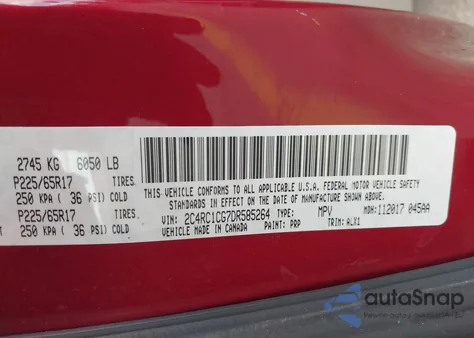 2745 KG 6050 LB
P225/65R17 TIRES
250 KPA ( 36 PSI) COLD
P225/65R17 TIRES
250 KPA ( 36 PSI) COLD
THIS VEHICLE CONFORMS TO ALL APPLICABLE U.S.A. FEDERAL MOTOR VEHICLE SAFETY
STANDARDS IN EFFECT ON THE DATE OF MANUFACTURE SHOWN ABOVE.
VIN: 2C4RC1CG7DR585264 TYPE: MPV MDH: 112017 045AA
VEHICLE MADE IN CANADA PAINT: PRP TRIM: ALX1
autoSnap